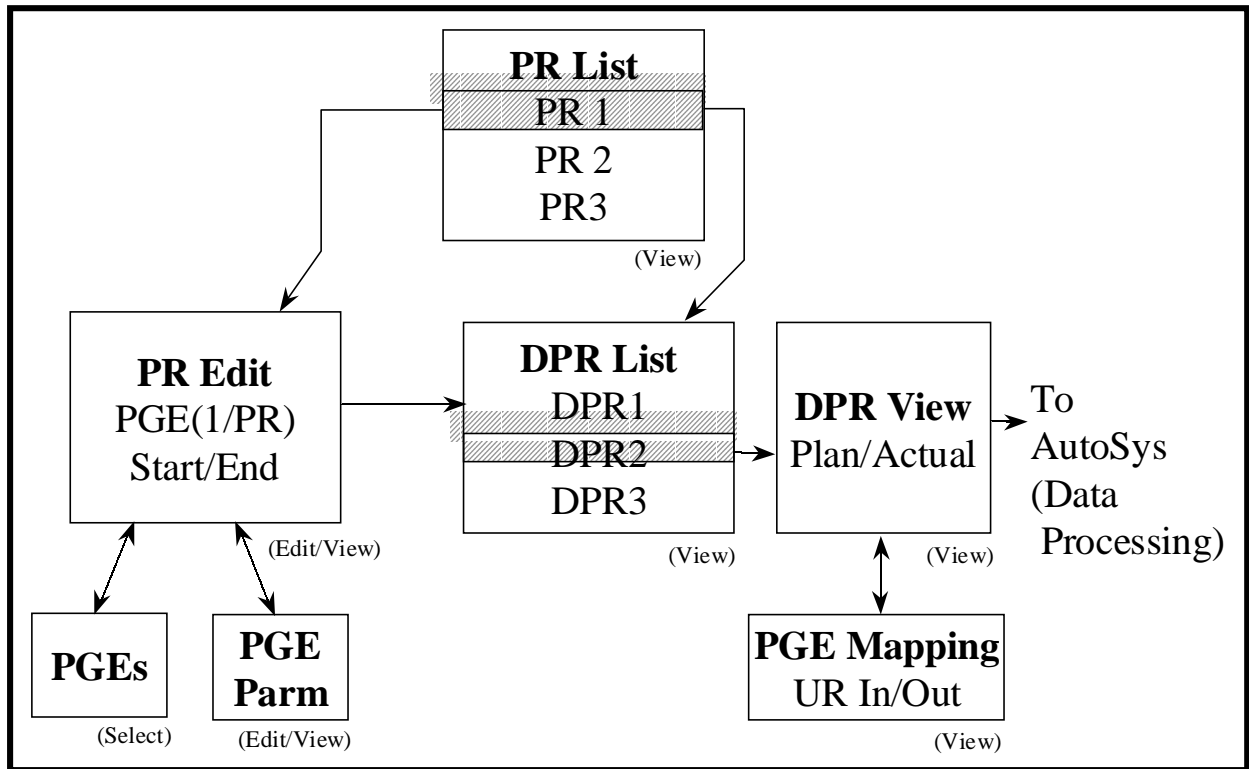 PR List
PR 1
PR 2
PR3
(View)
PR Edit
PGE(1/PR)
Start/End
(Edit/View)
DPR List
DPR1
DPR2
DPR3
(View)
DPR View
Plan/Actual
(View)
To
AutoSys
(Data
Processing)
PGEs
(Select)
PGE
Parm
(Edit/View)
PGE Mapping
UR In/Out
(View)